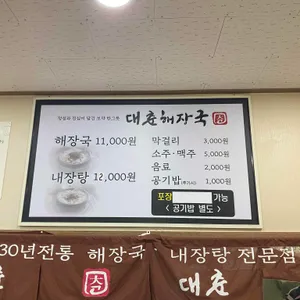 대춘해장국
해장국 11,000원
내장탕 12,000원
막걸리 3,000원
소주·맥주 5,000원
음료 2,000원
공기밥 1,000원
포장 가능
< 공기밥 별도 >
30년전통 해장국·내장탕 전문점